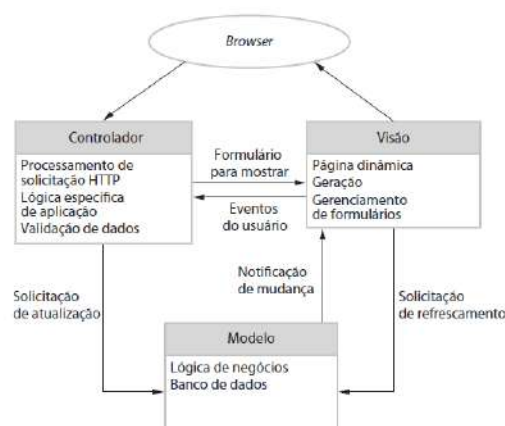 Browser
Controlador
Processamento de
solicitação HTTP
Lógica específica
de aplicação
Validação de dados
Formulário
para mostrar
Eventos
do usuário
Visão
Página dinâmica
Geração
Gerenciamento
de formulários
Solicitação
de atualização
Notificação
de mudança
Solicitação
de refrescamento
Modelo
Lógica de negócios
Banco de dados